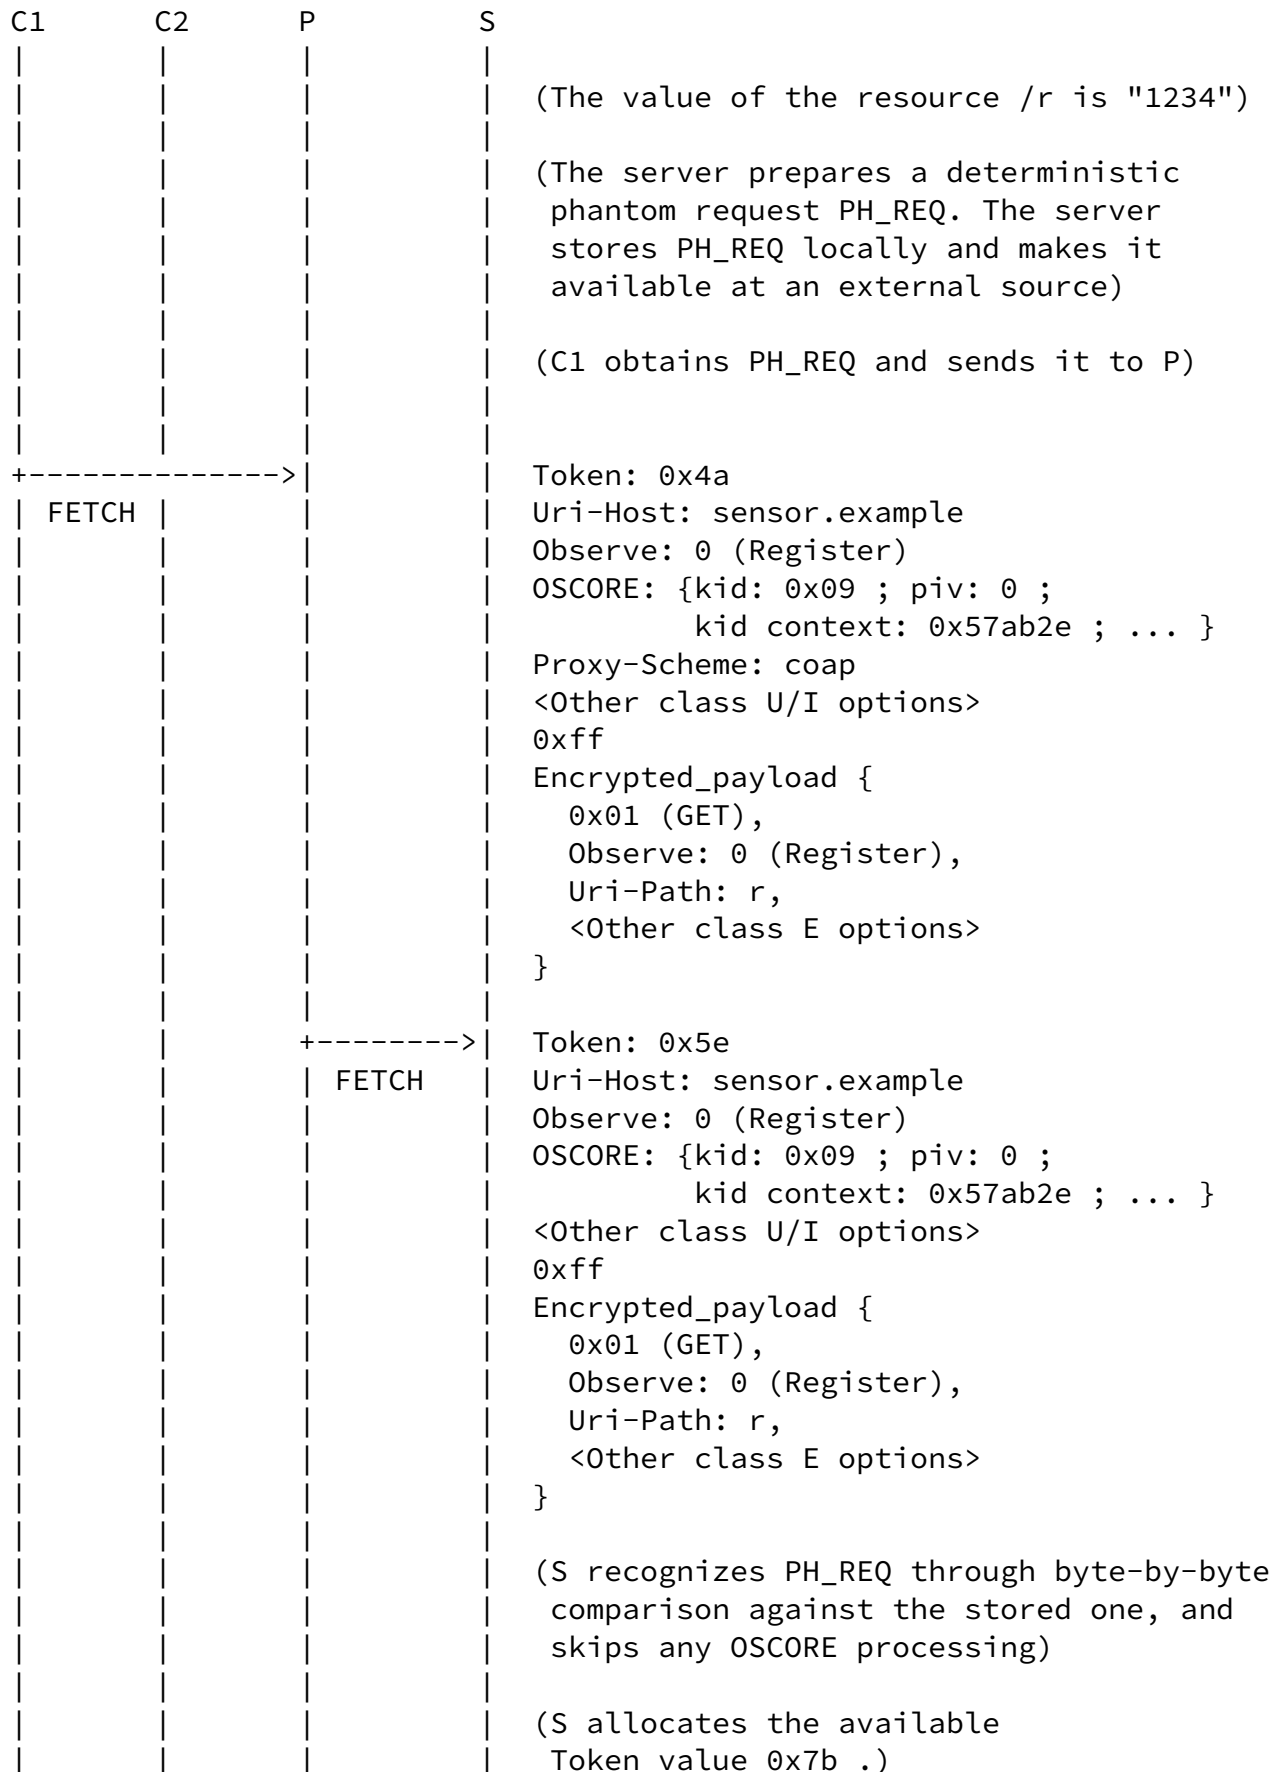 C1      C2      P         S
|       |       |         |
|       |       |         |  (The value of the resource /r is "1234")
|       |       |         |
|       |       |         |  (The server prepares a deterministic
|       |       |         |   phantom request PH_REQ. The server
|       |       |         |   stores PH_REQ locally and makes it
|       |       |         |   available at an external source)
|       |       |         |
|       |       |         |  (C1 obtains PH_REQ and sends it to P)
|       |       |         |
|       |       |         |
+-------------->|         |  Token: 0x4a
| FETCH |       |         |  Uri-Host: sensor.example
|       |       |         |  Observe: 0 (Register)
|       |       |         |  OSCORE: {kid: 0x09 ; piv: 0 ;
|       |       |         |           kid context: 0x57ab2e ; ... }
|       |       |         |  Proxy-Scheme: coap
|       |       |         |  <Other class U/I options>
|       |       |         |  0xff
|       |       |         |  Encrypted_payload {
|       |       |         |    0x01 (GET),
|       |       |         |    Observe: 0 (Register),
|       |       |         |    Uri-Path: r,
|       |       |         |    <Other class E options>
|       |       |         |  }
|       |       |         |
|       |       +-------->|  Token: 0x5e
|       |       | FETCH   |  Uri-Host: sensor.example
|       |       |         |  Observe: 0 (Register)
|       |       |         |  OSCORE: {kid: 0x09 ; piv: 0 ;
|       |       |         |           kid context: 0x57ab2e ; ... }
|       |       |         |  <Other class U/I options>
|       |       |         |  0xff
|       |       |         |  Encrypted_payload {
|       |       |         |    0x01 (GET),
|       |       |         |    Observe: 0 (Register),
|       |       |         |    Uri-Path: r,
|       |       |         |    <Other class E options>
|       |       |         |  }
|       |       |         |
|       |       |         |  (S recognizes PH_REQ through byte-by-byte
|       |       |         |   comparison against the stored one, and
|       |       |         |   skips any OSCORE processing)
|       |       |         |
|       |       |         |  (S allocates the available
|       |       |         |   Token value 0x7b .)